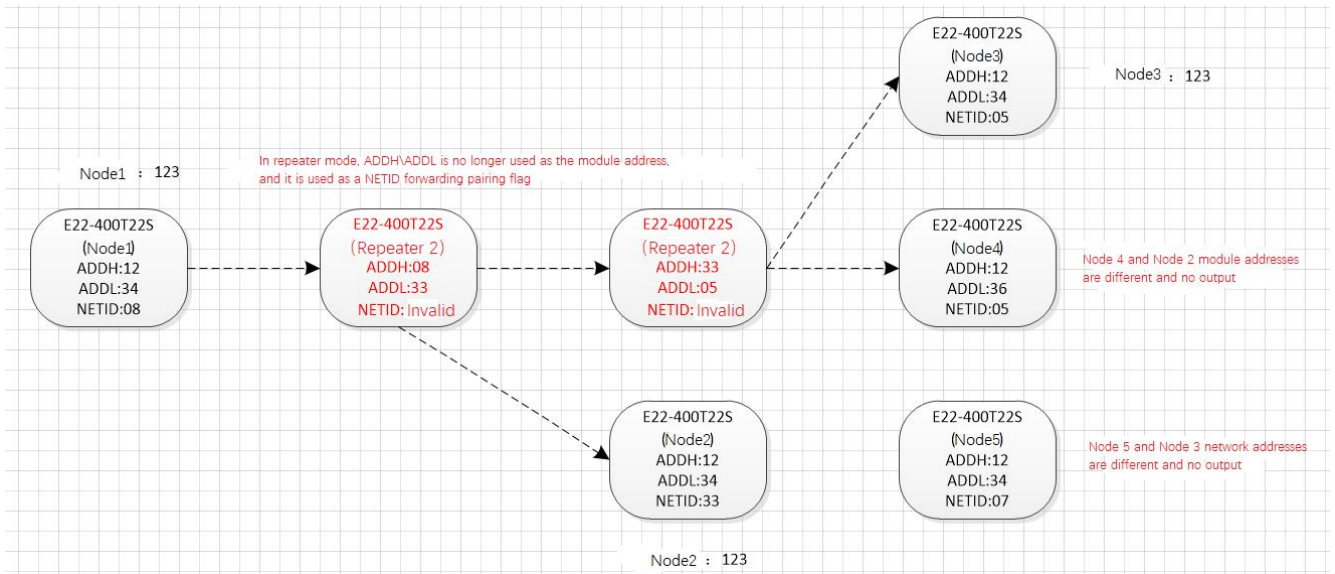 E22-400T22S
(Node3)
ADDH:12
ADDL:34
NETID:05
Node3 : 123
In repeater mode, ADDH\ADDL is no longer used as the module address,
and it is used as a NETID forwarding pairing flag
Node1 : 123
E22-400T22S
(Node1)
ADDH:12
ADDL:34
NETID:08
E22-400T22S
(Repeater 2)
ADDH:08
ADDL:33
NETID: Invalid
E22-400T22S
(Repeater 2)
ADDH:33
ADDL:05
NETID: Invalid
E22-400T22S
(Node4)
ADDH:12
ADDL:36
NETID:05
Node 4 and Node 2 module addresses
are different and no output
E22-400T22S
(Node2)
ADDH:12
ADDL:34
NETID:33
E22-400T22S
(Node5)
ADDH:12
ADDL:34
NETID:07
Node 5 and Node 3 network addresses
are different and no output
Node2 : 123